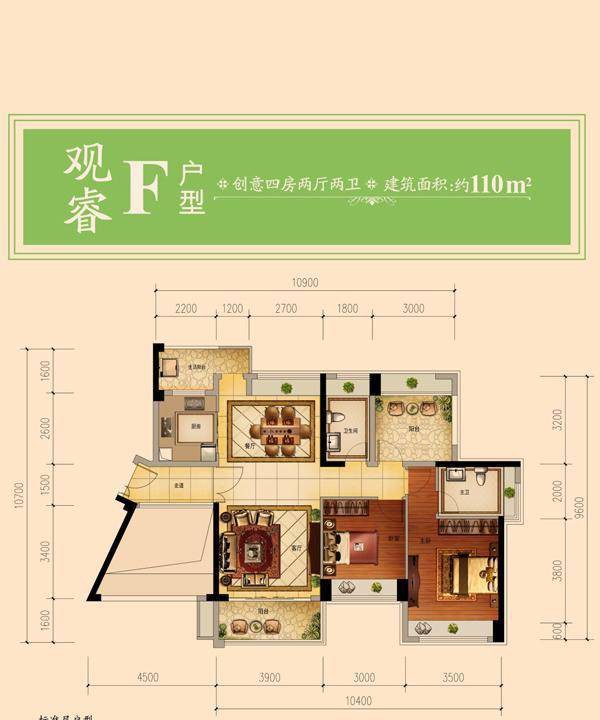 观睿
F
户型
创意四房两厅两卫
建筑面积:约110m²
10900
2200 1200 2700 1800 3000
1600
2600
1500
3400
1600
10700
3200
2000
3800
600
9600
生活阳台
厨房
餐厅
卫生间
阳台
走道
主卫
客厅
卧室
主卧
阳台
4500 3900 3000 3500
10400
标准层户型